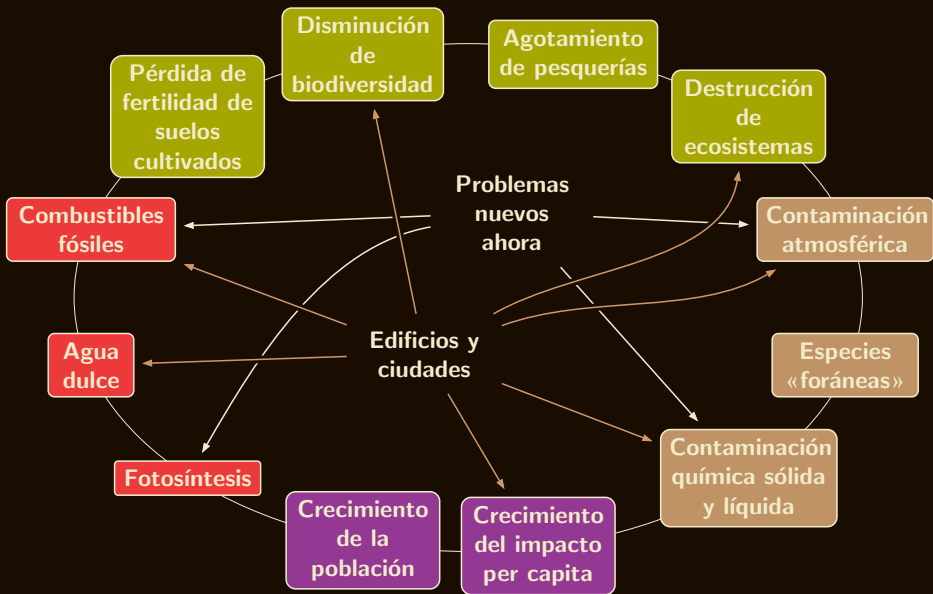 Disminución
de
biodiversidad
Agotamiento
de pesquerías
Pérdida de
fertilidad de
suelos
cultivados
Destrucción
de
ecosistemas
Problemas
nuevos
ahora
Combustibles
fósiles
Contaminación
atmosférica
Edificios y
ciudades
Agua
dulce
Especies
«foráneas»
Fotosíntesis
Contaminación
química sólida
y líquida
Crecimiento
de la
población
Crecimiento
del impacto
per capita